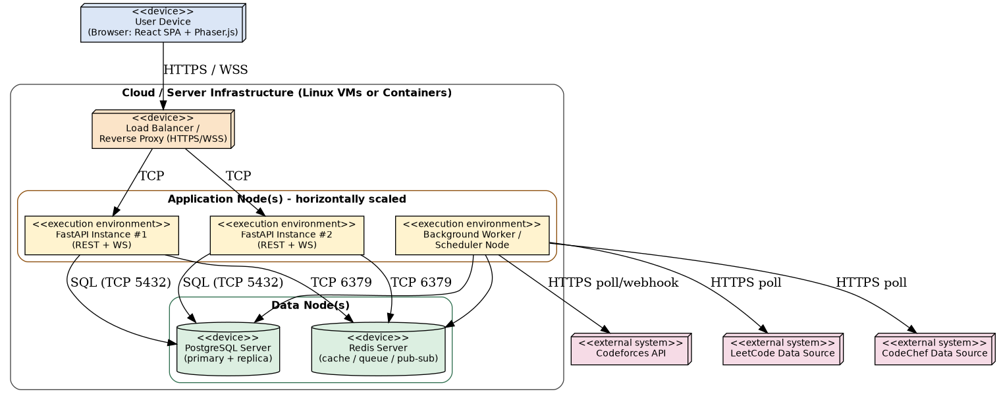 <<device>>
User Device
(Browser: React SPA + Phaser.js)
HTTPS / WSS
Cloud / Server Infrastructure (Linux VMs or Containers)
<<device>>
Load Balancer /
Reverse Proxy (HTTPS/WSS)
TCP
TCP
Application Node(s) - horizontally scaled
<<execution environment>>
FastAPI Instance #1
(REST + WS)
<<execution environment>>
FastAPI Instance #2
(REST + WS)
<<execution environment>>
Background Worker /
Scheduler Node
SQL (TCP 5432)
SQL (TCP 5432)
TCP 6379
TCP 6379
HTTPS poll/webhook
HTTPS poll
HTTPS poll
Data Node(s)
<<device>>
PostgreSQL Server
(primary + replica)
<<device>>
Redis Server
(cache / queue / pub-sub)
<<external system>>
Codeforces API
<<external system>>
LeetCode Data Source
<<external system>>
CodeChef Data Source